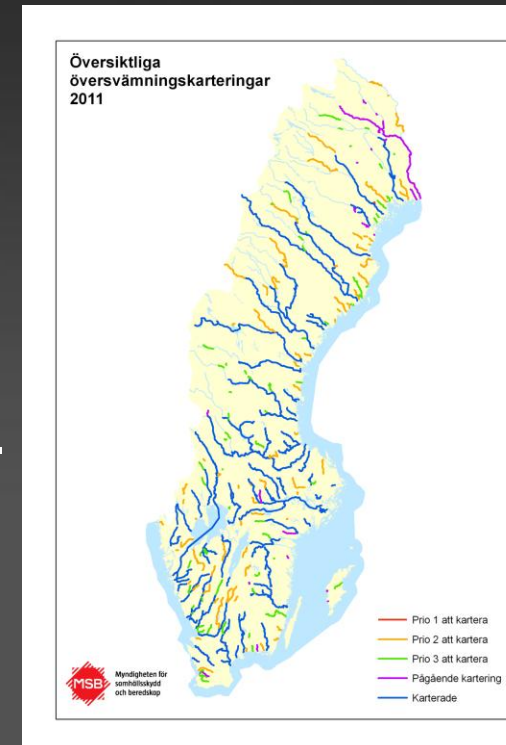 Översiktliga
översvämningskarteringar
2011
Prio 1 att kartera
Prio 2 att kartera
Prio 3 att kartera
Pågående kartering
Karterade
MSB
Myndigheten för
samhällsskydd
och beredskap